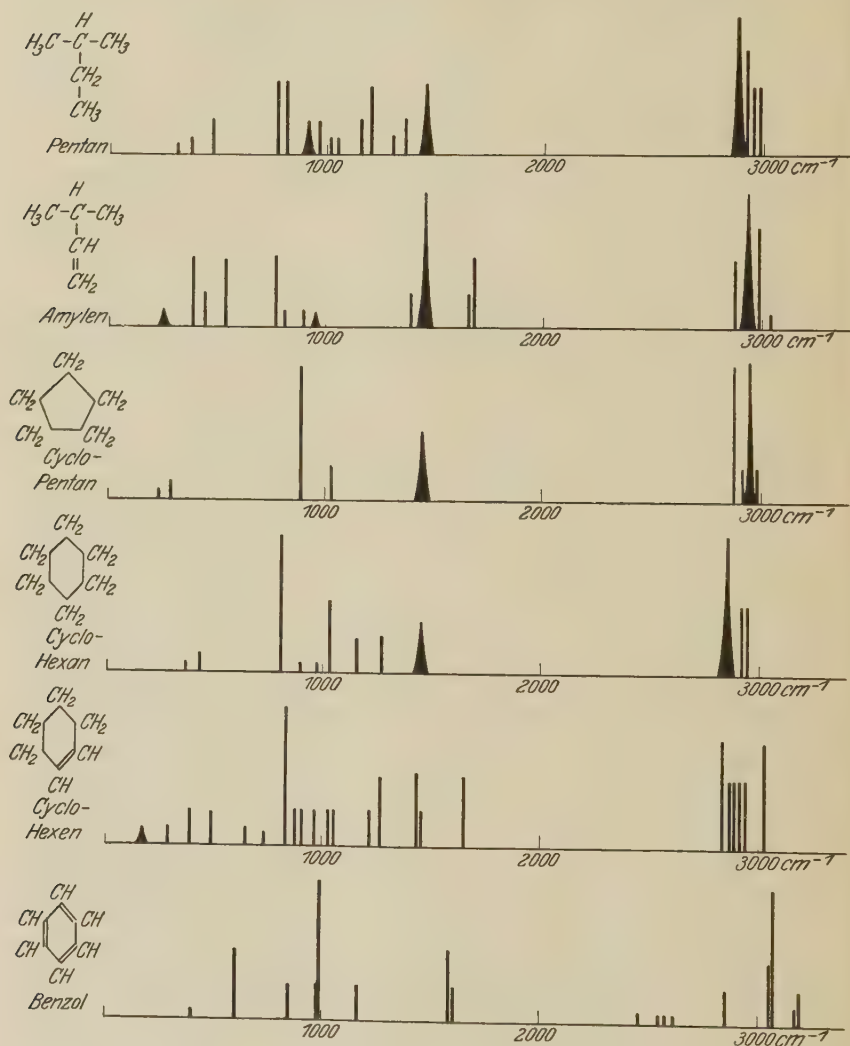 H
H₃C-C-CH₃
CH₂
CH₃
Pentan
1000 2000 3000 cm⁻¹
H
H₃C-C-CH₃
CH
CH₂
Amylen
1000 2000 3000 cm⁻¹
CH₂
CH₂ CH₂
CH₂ CH₂
Cyclo-
Pentan
1000 2000 3000 cm⁻¹
CH₂
CH₂ CH₂
CH₂ CH₂
CH₂
Cyclo-
Hexan
1000 2000 3000 cm⁻¹
CH₂
CH₂ CH₂
CH₂ CH
CH
Cyclo-
Hexen
1000 2000 3000 cm⁻¹
CH
CH CH
CH CH
CH
Benzol
1000 2000 3000 cm⁻¹